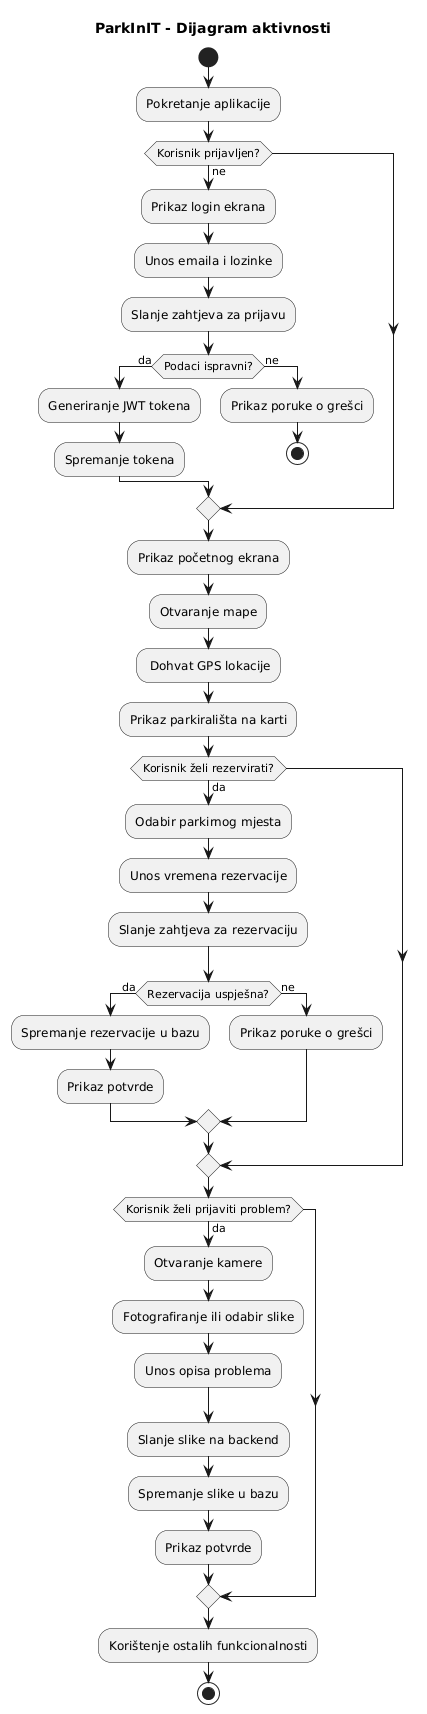 ParkInIT - Dijagram aktivnosti
Pokretanje aplikacije
Korisnik prijavljen?
ne
Prikaz login ekrana
Unos emaila i lozinke
Slanje zahtjeva za prijavu
da
Podaci ispravni?
ne
Generiranje JWT tokena
Prikaz poruke o grešci
Spremanje tokena
Prikaz početnog ekrana
Otvaranje mape
Dohvat GPS lokacije
Prikaz parkirališta na karti
Korisnik želi rezervirati?
da
Odabir parkirnog mjesta
Unos vremena rezervacije
Slanje zahtjeva za rezervaciju
da
Rezervacija uspješna?
ne
Spremanje rezervacije u bazu
Prikaz poruke o grešci
Prikaz potvrde
Korisnik želi prijaviti problem?
da
Otvaranje kamere
Fotografiranje ili odabir slike
Unos opisa problema
Slanje slike na backend
Spremanje slike u bazu
Prikaz potvrde
Korištenje ostalih funkcionalnosti